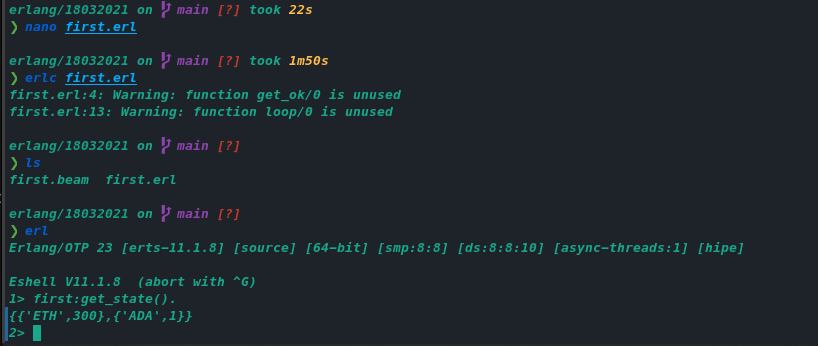 erlang/18032021 on main [?] took 22s
❯ nano first.erl
erlang/18032021 on main [?] took 1m50s
❯ erlc first.erl
first.erl:4: Warning: function get_ok/0 is unused
first.erl:13: Warning: function loop/0 is unused
erlang/18032021 on main [?]
❯ ls
first.beam  first.erl
erlang/18032021 on main [?]
❯ erl
Erlang/OTP 23 [erts-11.1.8] [source] [64-bit] [smp:8:8] [ds:8:8:10] [async-threads:1] [hipe]
Eshell V11.1.8  (abort with ^G)
1> first:get_state().
{{'ETH',300},{'ADA',1}}
2>